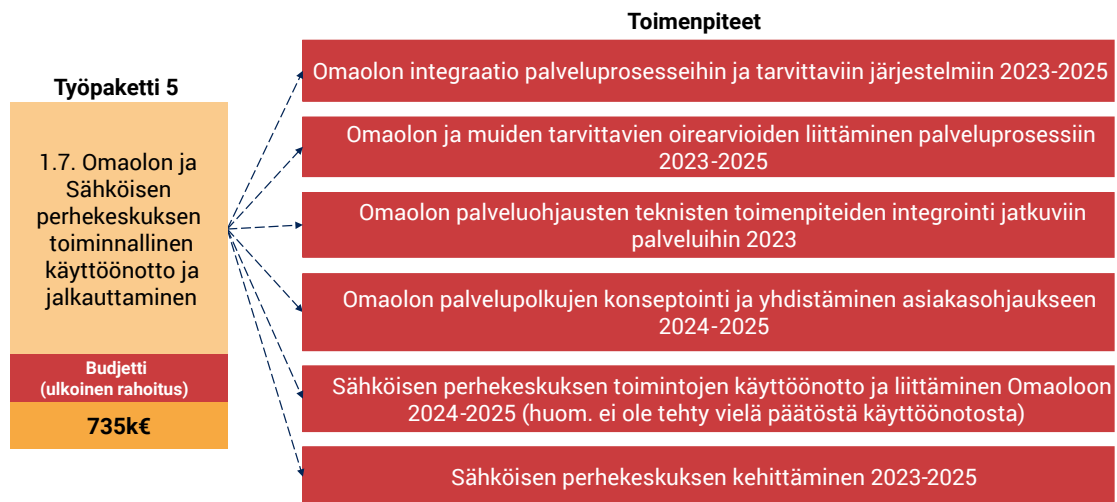 Toimenpiteet
Työpaketti 5
1.7. Omaolon ja
Sähköisen
perhekeskuksen
toiminnallinen
käyttöönotto ja
jalkauttaminen
Budjetti
(ulkoinen rahoitus)
735k€
Omaolon integraatio palveluprosesseihin ja tarvittaviin järjestelmiin 2023-2025
Omaolon ja muiden tarvittavien oirearvioiden liittäminen palveluprosessiin
2023-2025
Omaolon palveluohjausten teknisten toimenpiteiden integrointi jatkuviin
palveluihin 2023
Omaolon palvelupolkujen konseptointi ja yhdistäminen asiakasohjaukseen
2024-2025
Sähköisen perhekeskuksen toimintojen käyttöönotto ja liittäminen Omaoloon
2024-2025 (huom. ei ole tehty vielä päätöstä käyttöönotosta)
Sähköisen perhekeskuksen kehittäminen 2023-2025